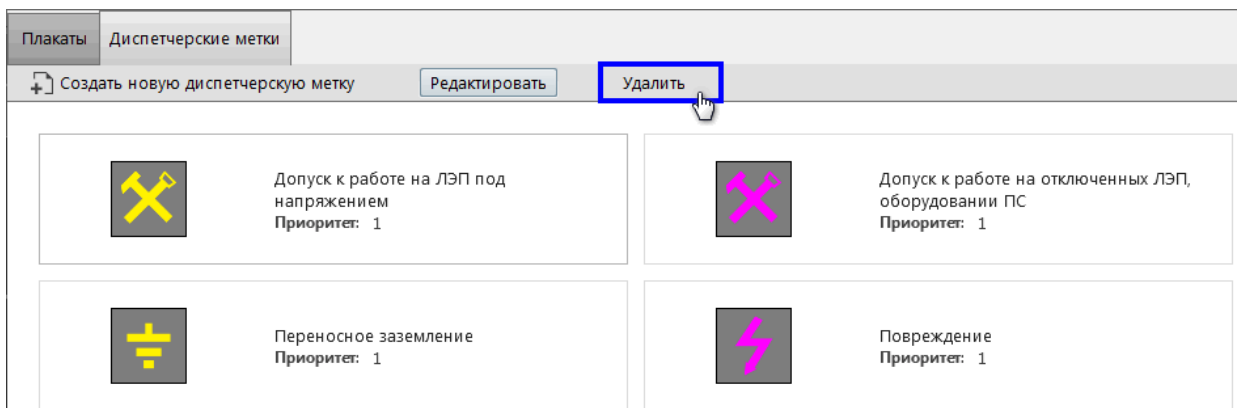 Плакаты
Диспетчерские метки
Создать новую диспетчерскую метку
Редактировать
Удалить
Допуск к работе на ЛЭП под
напряжением
Приоритет: 1
Допуск к работе на отключенных ЛЭП,
оборудовании ПС
Приоритет: 1
Переносное заземление
Приоритет: 1
Повреждение
Приоритет: 1